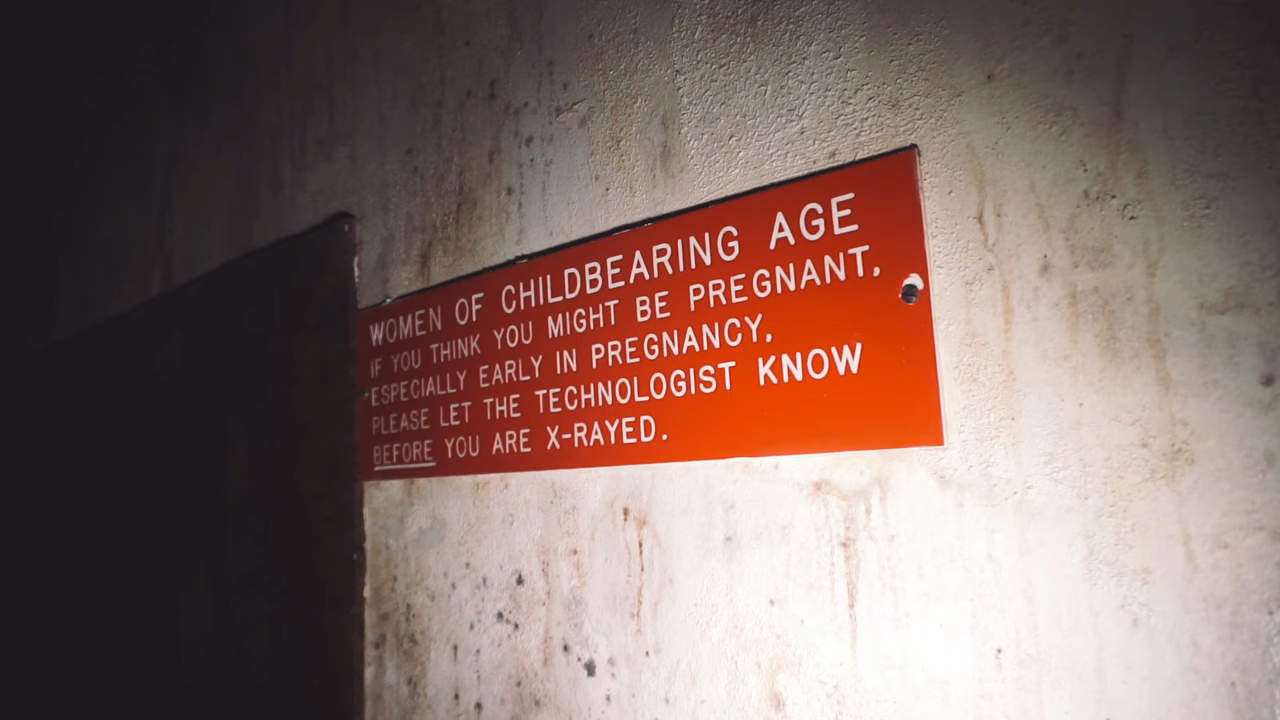 WOMEN OF CHILDBEARING AGE
IF YOU THINK YOU MIGHT BE PREGNANT,
ESPECIALLY EARLY IN PREGNANCY,
PLEASE LET THE TECHNOLOGIST KNOW
BEFORE YOU ARE X-RAYED.